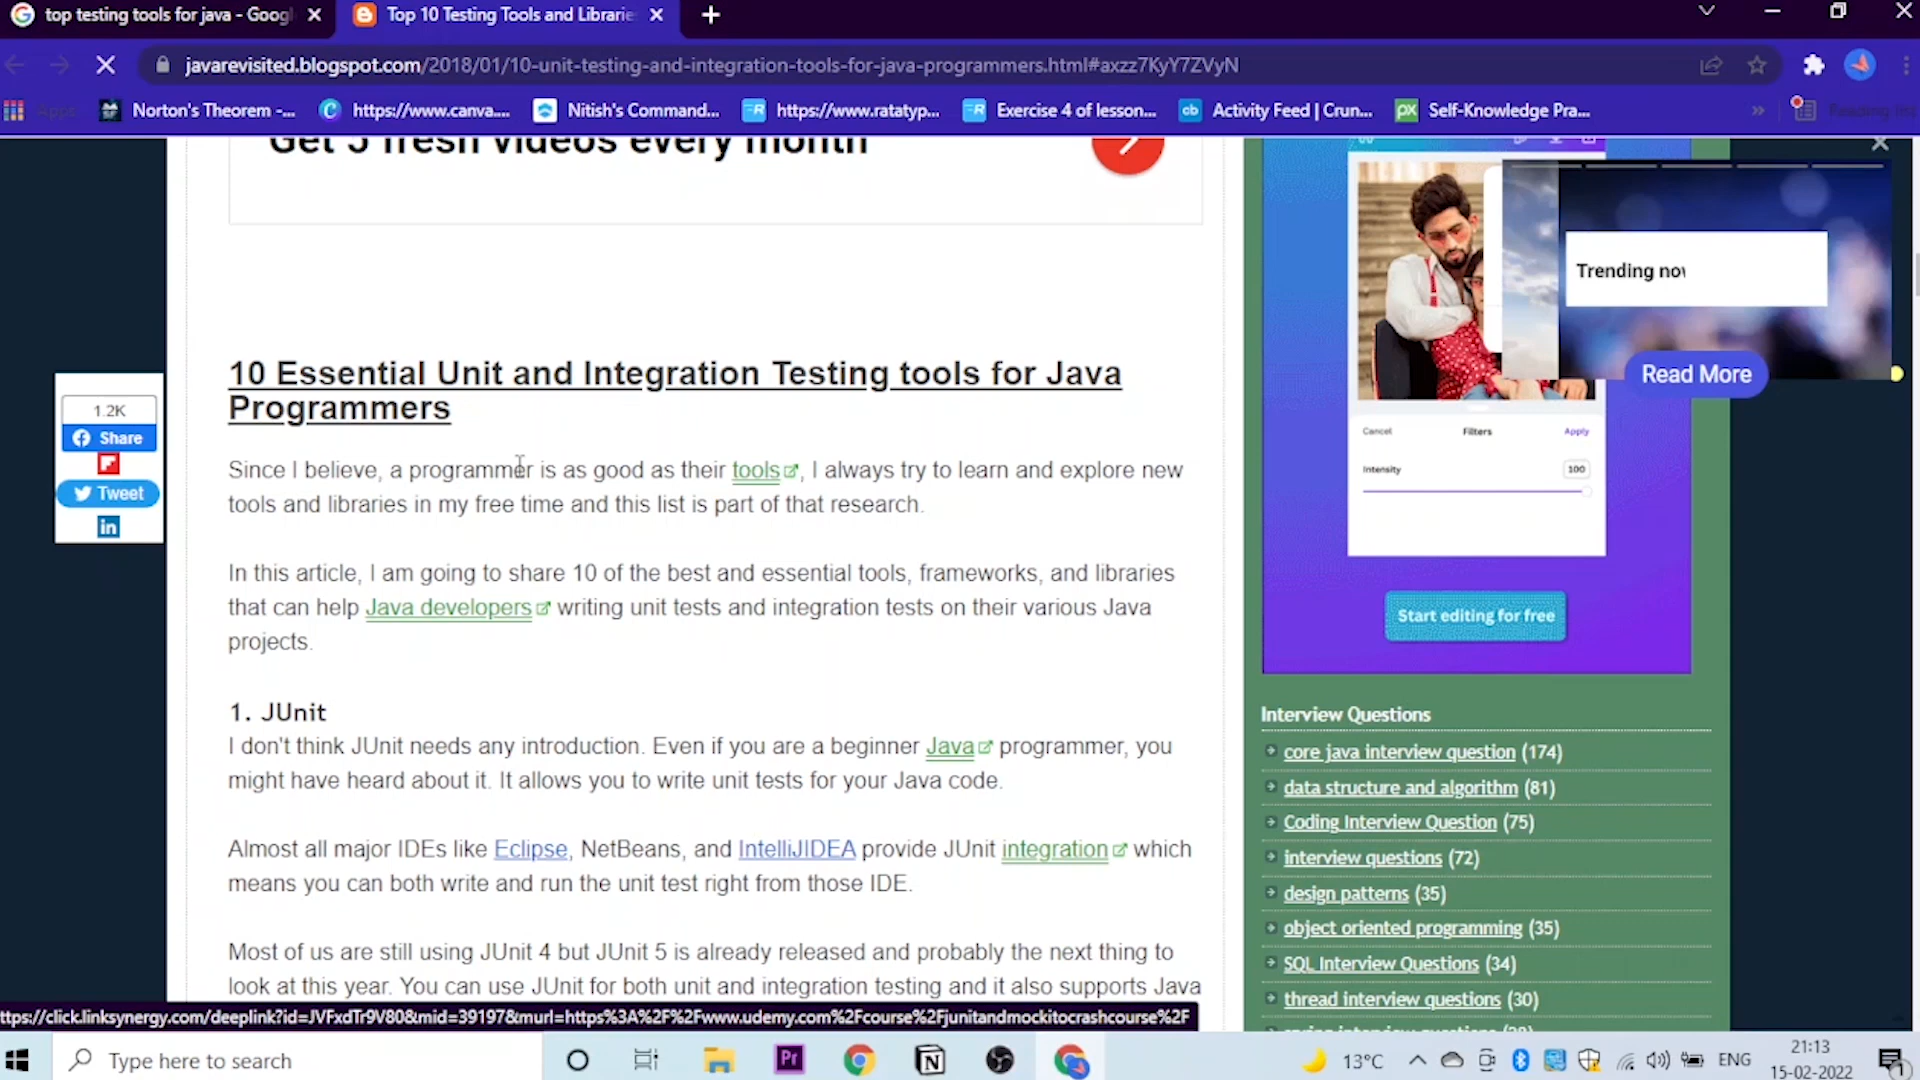 top testing tools for java - Googl
Top 10 Testing Tools and Librarie
javarevisited.blogspot.com/2018/01/10-unit-testing-and-integration-tools-for-java-programmers.html#axzz7KyY7ZVyN
Apps
Norton's Theorem -...
https://www.canva....
Nitish's Command...
https://www.ratatyp...
Exercise 4 of lesson...
Activity Feed | Crun...
Self-Knowledge Pra...
»
Reading list
Get 5 fresh videos every month
10 Essential Unit and Integration Testing tools for Java
Programmers
1.2K
Share
Tweet
in
Since I believe, a programmer is as good as their tools, I always try to learn and explore new
tools and libraries in my free time and this list is part of that research.
In this article, I am going to share 10 of the best and essential tools, frameworks, and libraries
that can help Java developers writing unit tests and integration tests on their various Java
projects.
1. JUnit
I don't think JUnit needs any introduction. Even if you are a beginner Java programmer, you
might have heard about it. It allows you to write unit tests for your Java code.
Almost all major IDEs like Eclipse, NetBeans, and IntelliJIDEA provide JUnit integration which
means you can both write and run the unit test right from those IDE.
Most of us are still using JUnit 4 but JUnit 5 is already released and probably the next thing to
look at this year. You can use JUnit for both unit and integration testing and it also supports Java
Trending now
Read More
Cancel
Filters
Apply
Intensity
100
Start editing for free
Interview Questions
core java interview question (174)
data structure and algorithm (81)
Coding Interview Question (75)
interview questions (72)
design patterns (35)
object oriented programming (35)
SQL Interview Questions (34)
thread interview questions (30)
ttps://click.linksynergy.com/deeplink?id=JVFxdTr9V80&mid=39197&murl=https%3A%2F%2Fwww.udemy.com%2Fcourse%2Fjunitandmockitocrashcourse%2F
Type here to search
Pr
13°C
ENG
21:13
15-02-2022
1